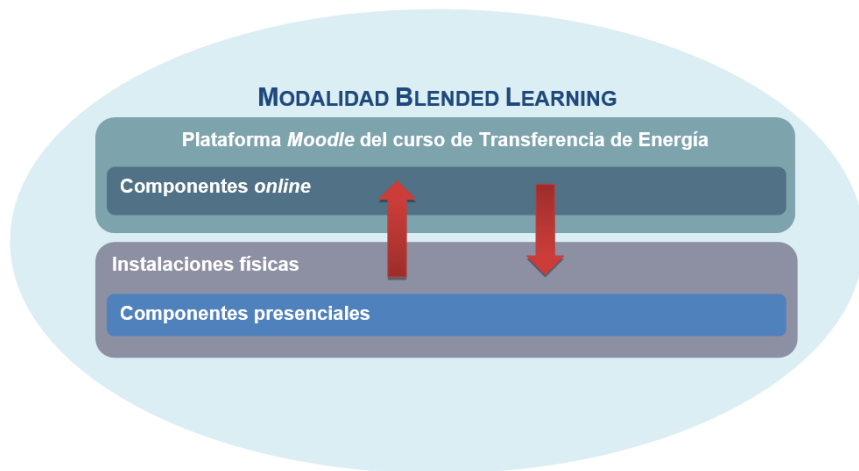 MODALIDAD BLENDED LEARNING
Plataforma Moodle del curso de Transferencia de Energía
Componentes online
Instalaciones físicas
Componentes presenciales